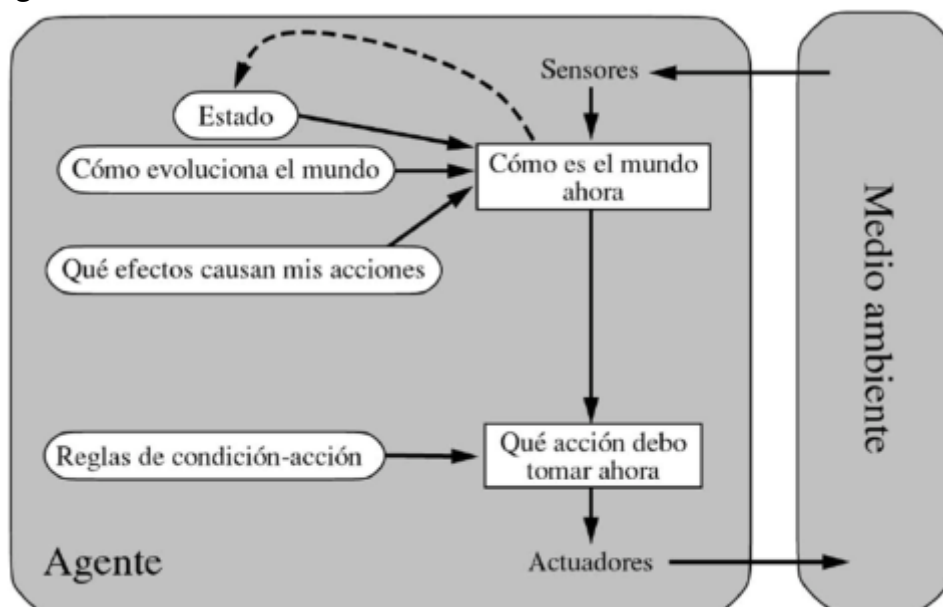 Sensores
Estado
Cómo evoluciona el mundo
Cómo es el mundo
ahora
Qué efectos causan mis acciones
Medio ambiente
Reglas de condición-acción
Qué acción debo
tomar ahora
Agente
Actuadores